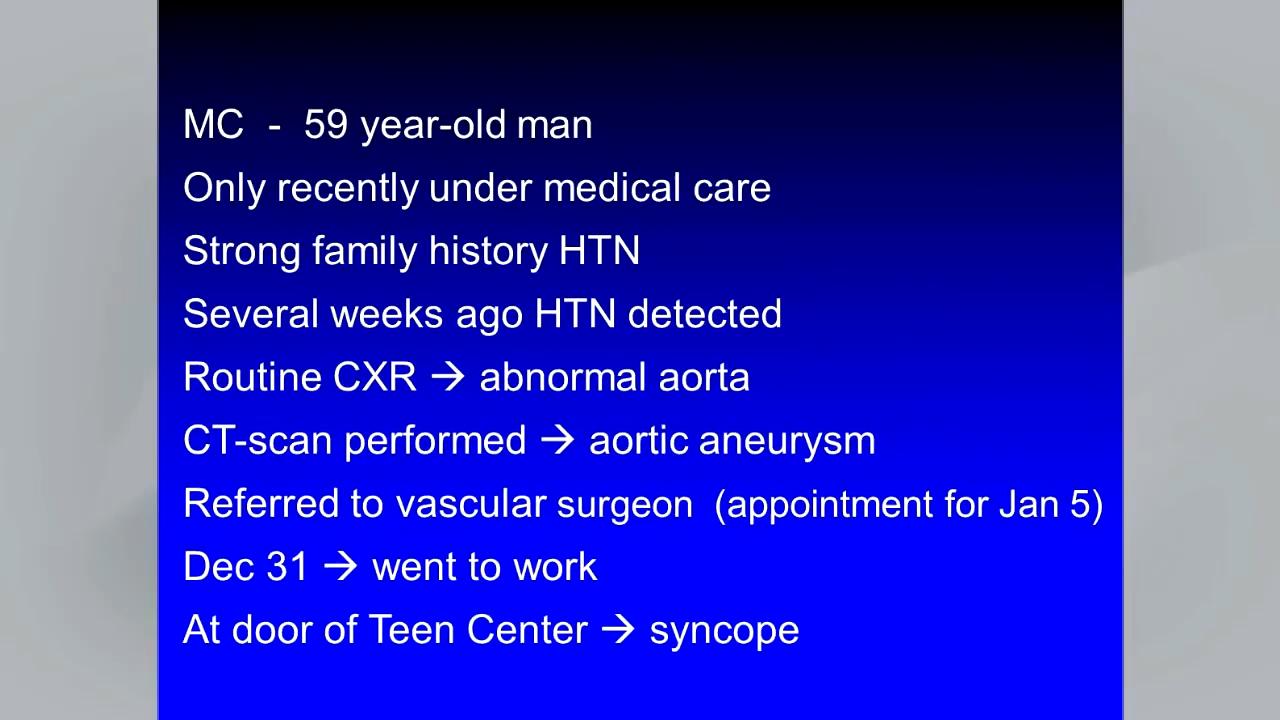 MC - 59 year-old man
Only recently under medical care
Strong family history HTN
Several weeks ago HTN detected
Routine CXR → abnormal aorta
CT-scan performed → aortic aneurysm
Referred to vascular surgeon (appointment for Jan 5)
Dec 31 → went to work
At door of Teen Center → syncope